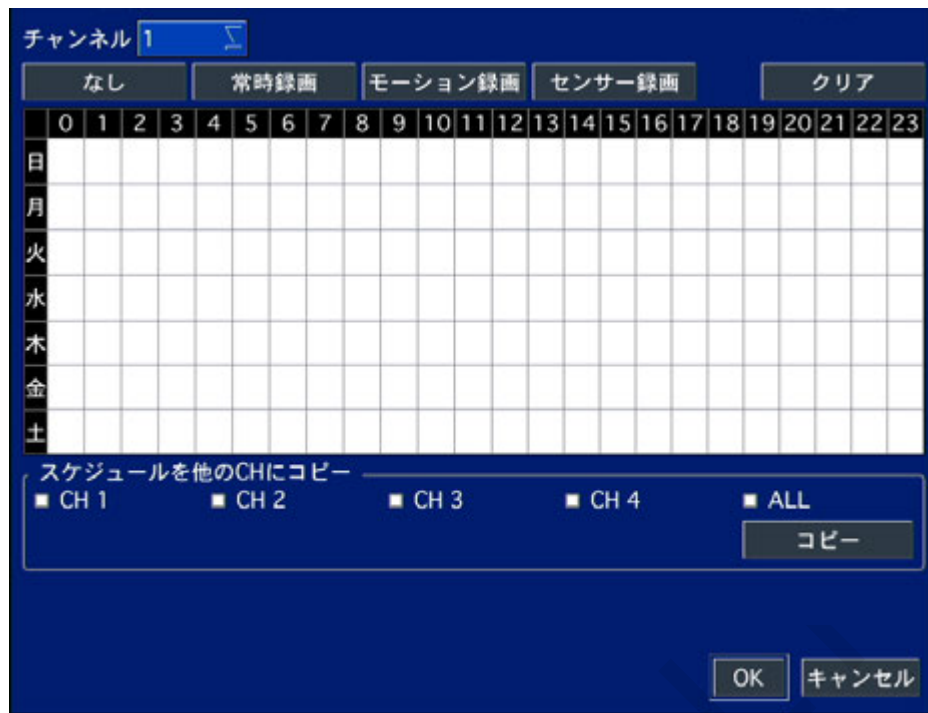 チャンネル 1
なし 常時録画 モーション録画 センサー録画 クリア
0 1 2 3 4 5 6 7 8 9 10 11 12 13 14 15 16 17 18 19 20 21 22 23
日
月
火
水
木
金
土
スケジュールを他のCHにコピー
CH 1 CH 2 CH 3 CH 4 ALL
コピー
OK キャンセル